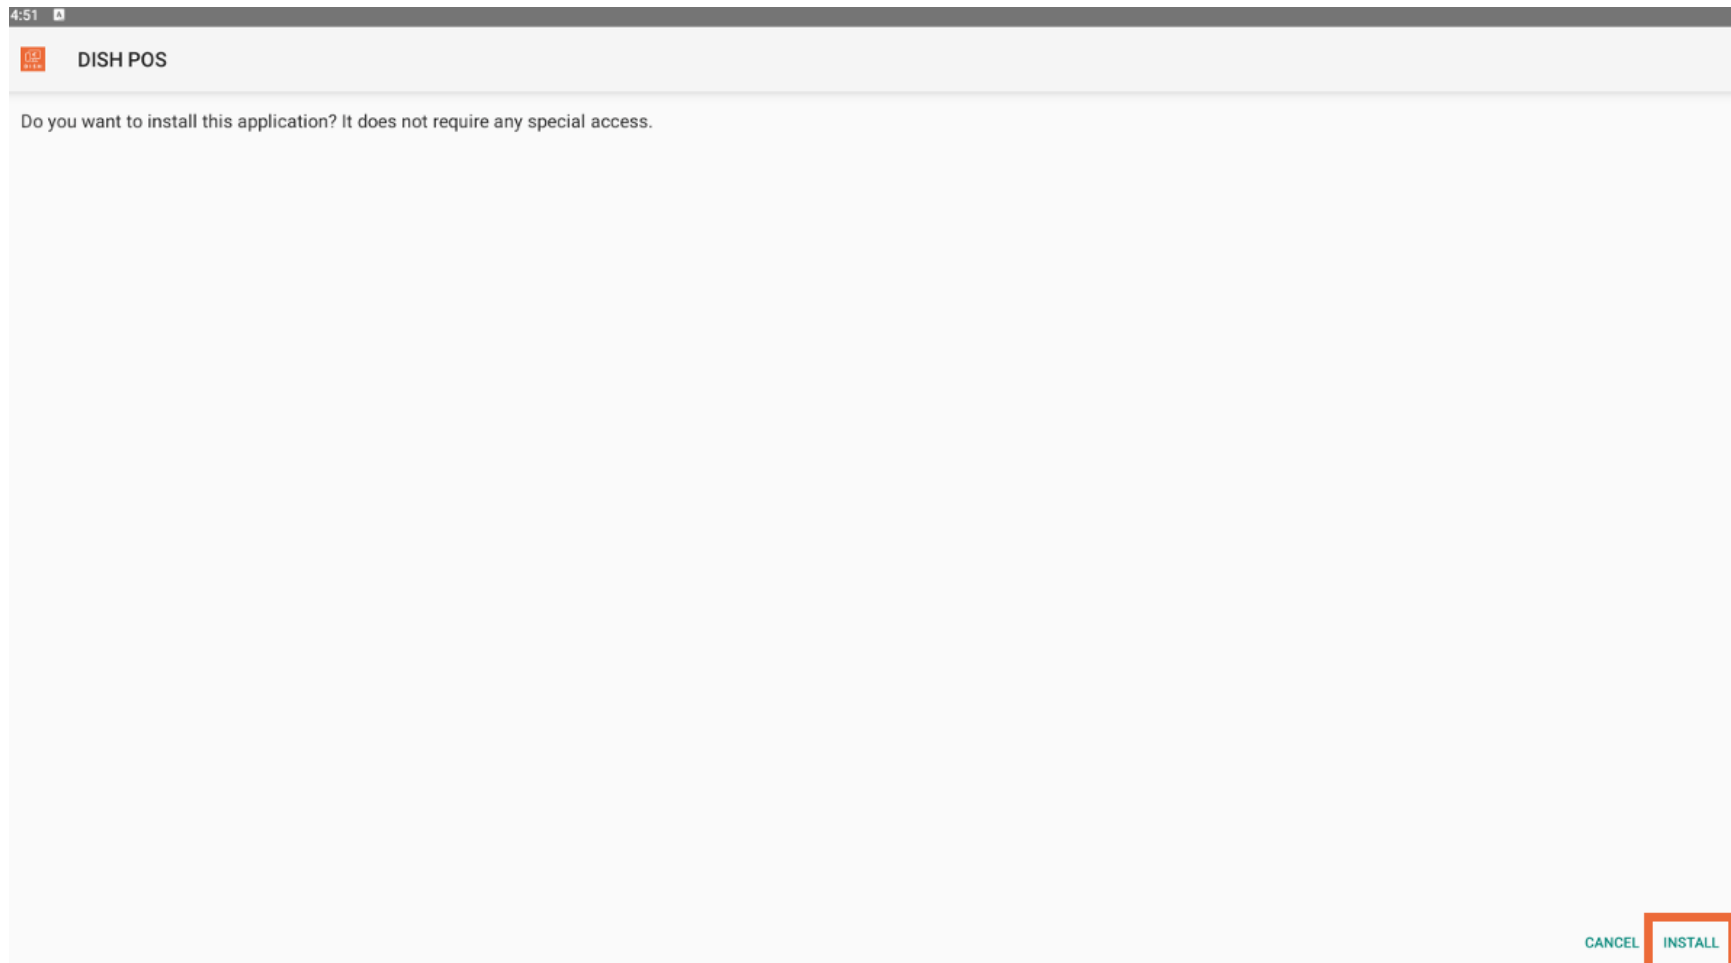 4:51
DISH POS
Do you want to install this application? It does not require any special access.
CANCEL INSTALL